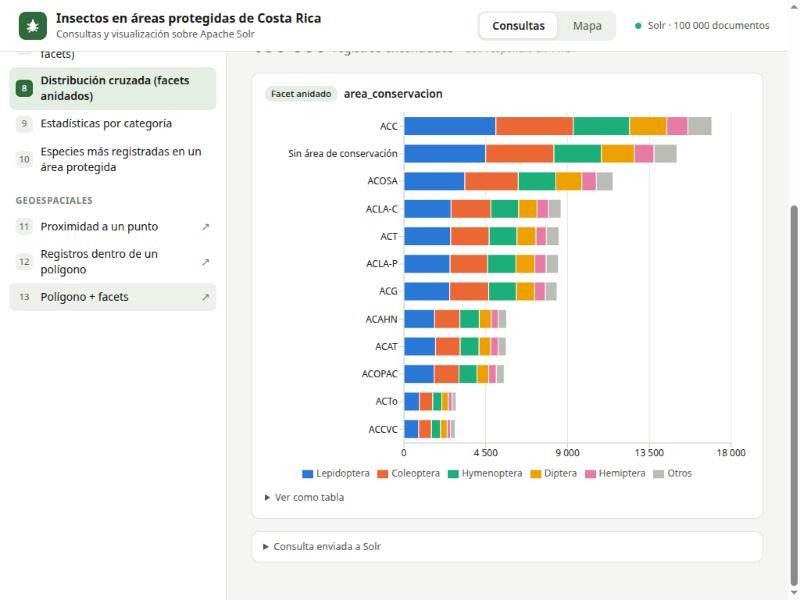 Insectos en áreas protegidas de Costa Rica
Consultas y visualización sobre Apache Solr
Consultas
Mapa
Solr · 100 000 documentos
facets)
8
Distribución cruzada (facets
anidados)
9
Estadísticas por categoría
10
Especies más registradas en un
área protegida
GEOESPACIALES
11
Proximidad a un punto ↗
12
Registros dentro de un
polígono ↗
13
Polígono + facets ↗
Facet anidado
area_conservacion
ACC
Sin área de conservación
ACOSA
ACLA-C
ACT
ACLA-P
ACG
ACAHN
ACAT
ACOPAC
ACTo
ACCVC
0 4 500 9 000 13 500 18 000
Lepidoptera Coleoptera Hymenoptera Diptera Hemiptera Otros
Ver como tabla
Consulta enviada a Solr